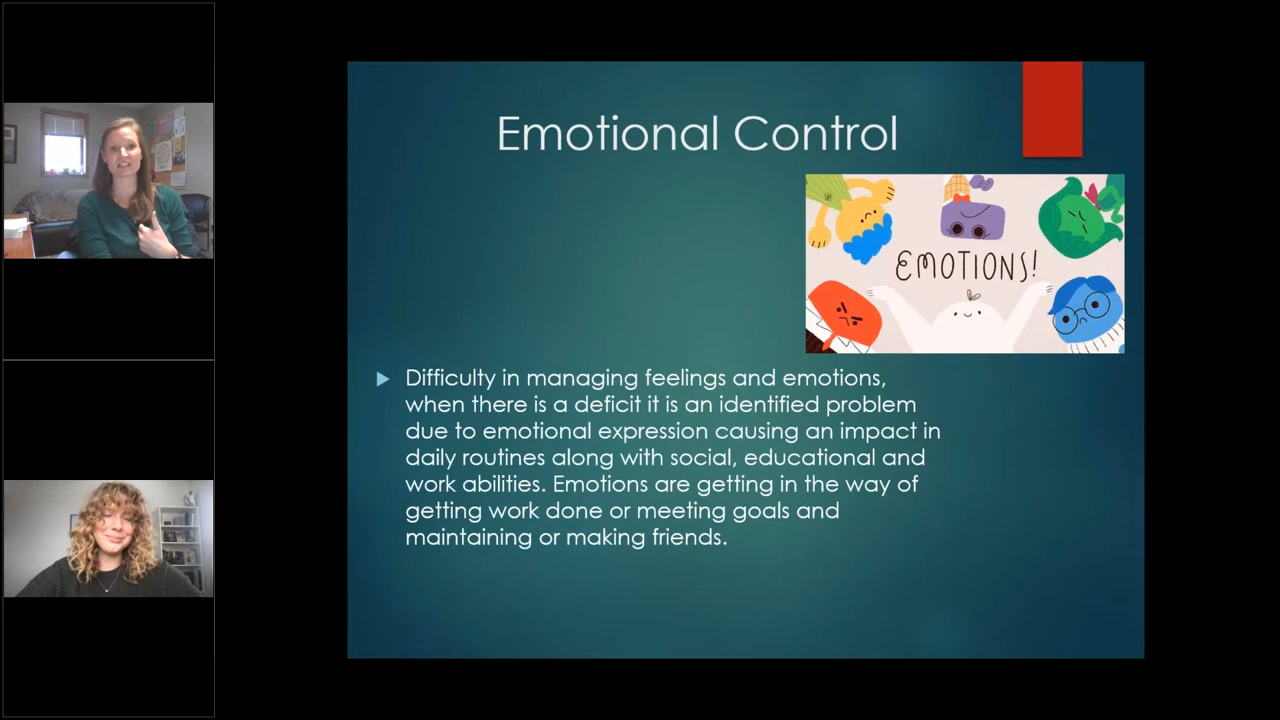 Emotional Control
EMOTIONS!
Difficulty in managing feelings and emotions,
when there is a deficit it is an identified problem
due to emotional expression causing an impact in
daily routines along with social, educational and
work abilities. Emotions are getting in the way of
getting work done or meeting goals and
maintaining or making friends.